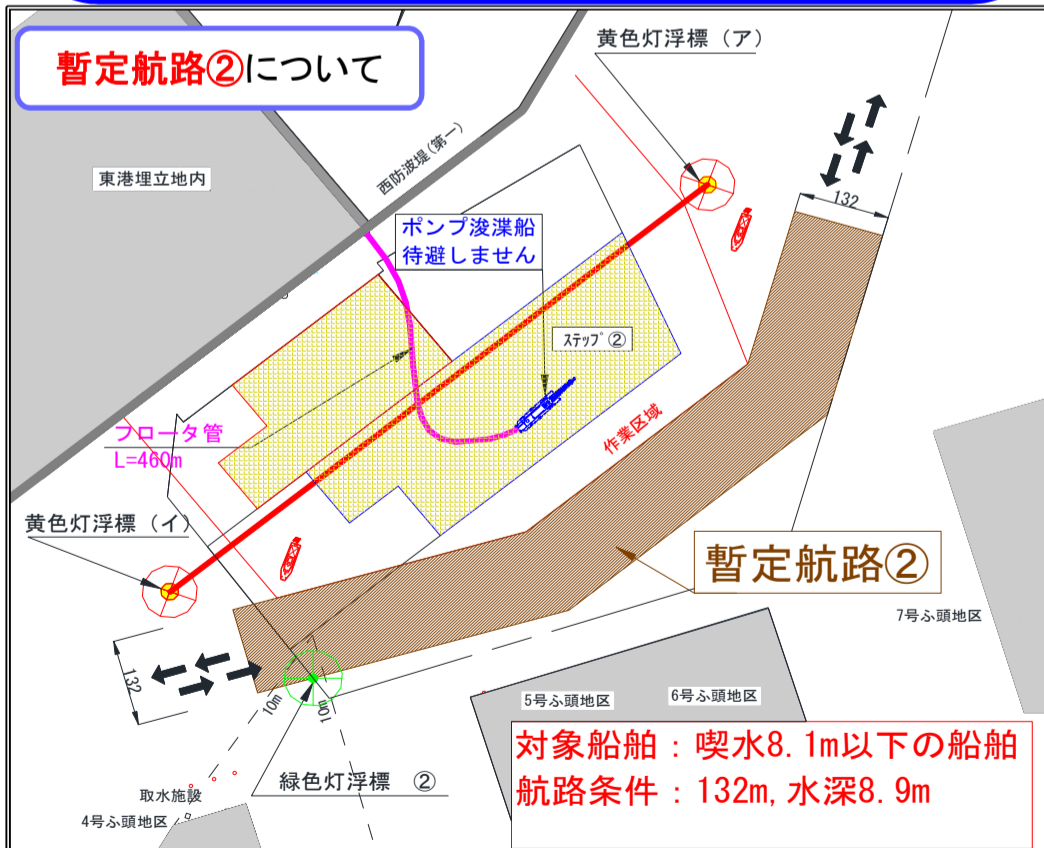 暫定航路②について
黄色灯浮標（ア）
東港埋立地内
西防波堤(第一)
132
ポンプ浚渫船
待避しません
ステップ②
作業区域
フロータ管
L=460m
黄色灯浮標（イ）
暫定航路②
7号ふ頭地区
132
10m
10m
5号ふ頭地区
6号ふ頭地区
対象船舶：喫水8.1m以下の船舶
航路条件：132m,水深8.9m
緑色灯浮標 ②
取水施設
4号ふ頭地区